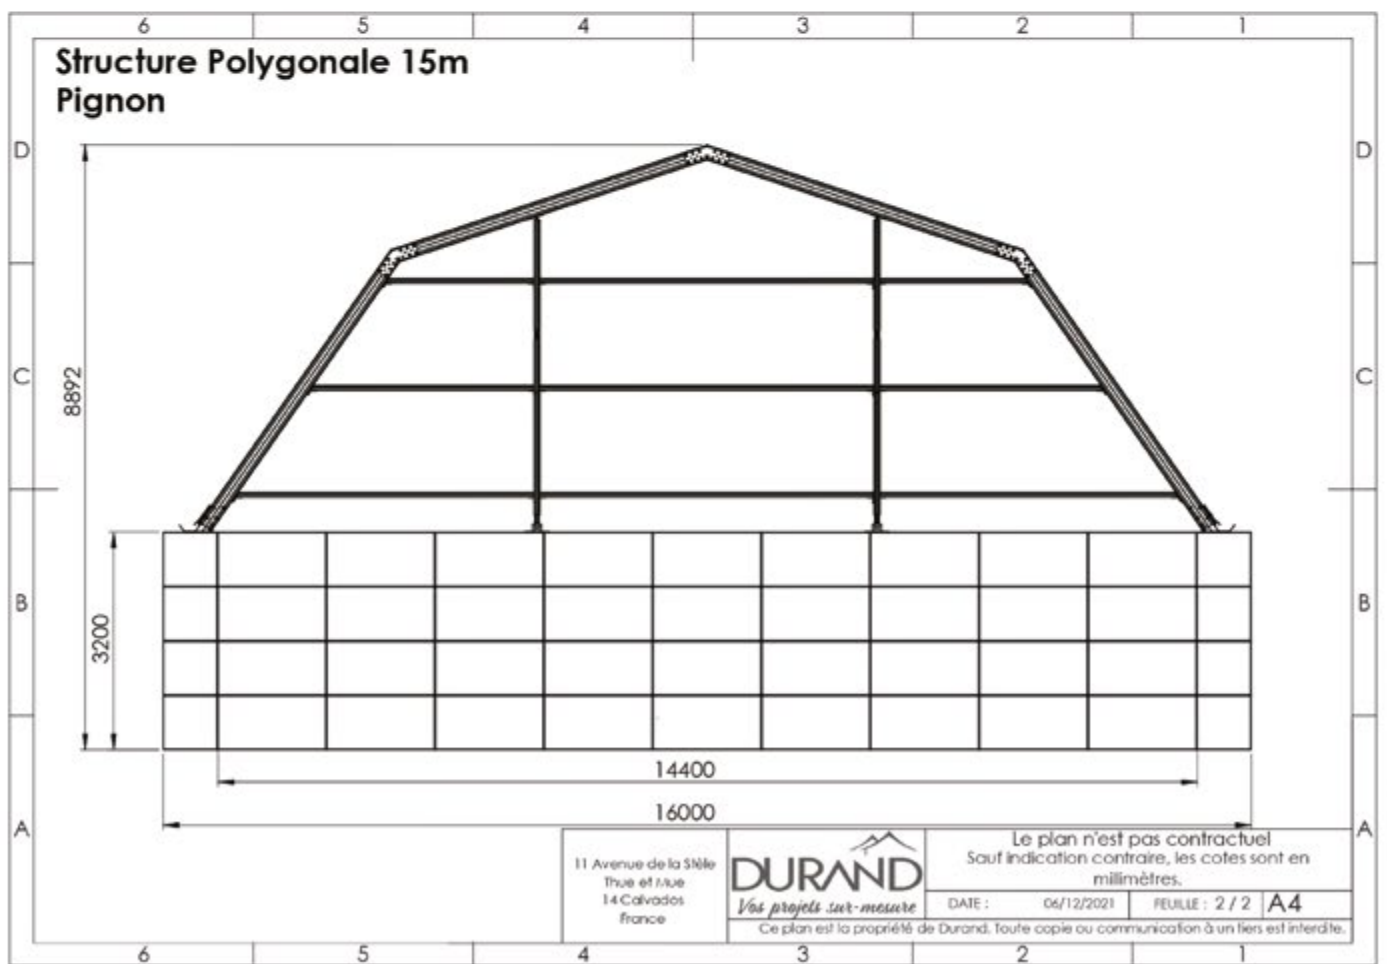 6 5 4 3 2 1
Structure Polygonale 15m
Pignon
D D
8892
C C
3200
B B
14400
16000
A A
11 Avenue de la Stèle
Thue et Mue
14 Calvados
France
DURAND
Vos projets sur-mesure
Le plan n'est pas contractuel
Sauf indication contraire, les cotes sont en
millimètres.
DATE : 06/12/2021 FEUILLE : 2 / 2 A4
Ce plan est la propriété de Durand. Toute copie ou communication à un tiers est interdite.
6 5 4 3 2 1